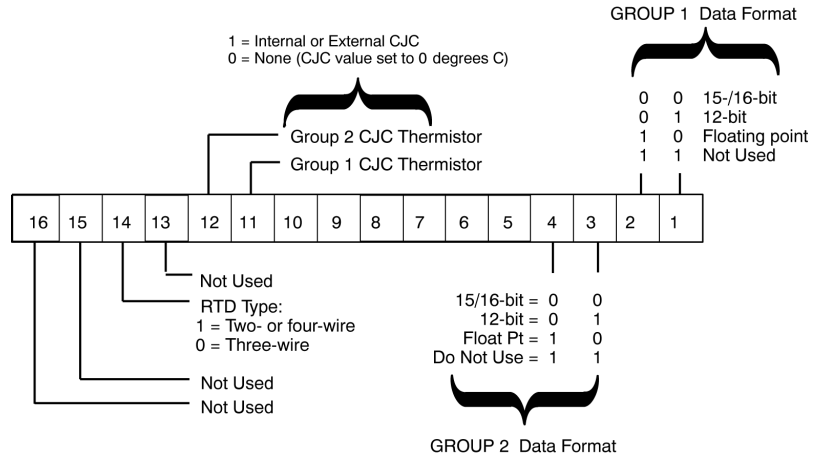 GROUP 1 Data Format
1 = Internal or External CJC
0 = None (CJC value set to 0 degrees C)
0 0 15-/16-bit
0 1 12-bit
1 0 Floating point
1 1 Not Used
Group 2 CJC Thermistor
Group 1 CJC Thermistor
16 15 14 13 12 11 10 9 8 7 6 5 4 3 2 1
Not Used
RTD Type:
1 = Two- or four-wire
0 = Three-wire
Not Used
Not Used
15/16-bit = 0 0
12-bit = 0 1
Float Pt = 1 0
Do Not Use = 1 1
GROUP 2 Data Format